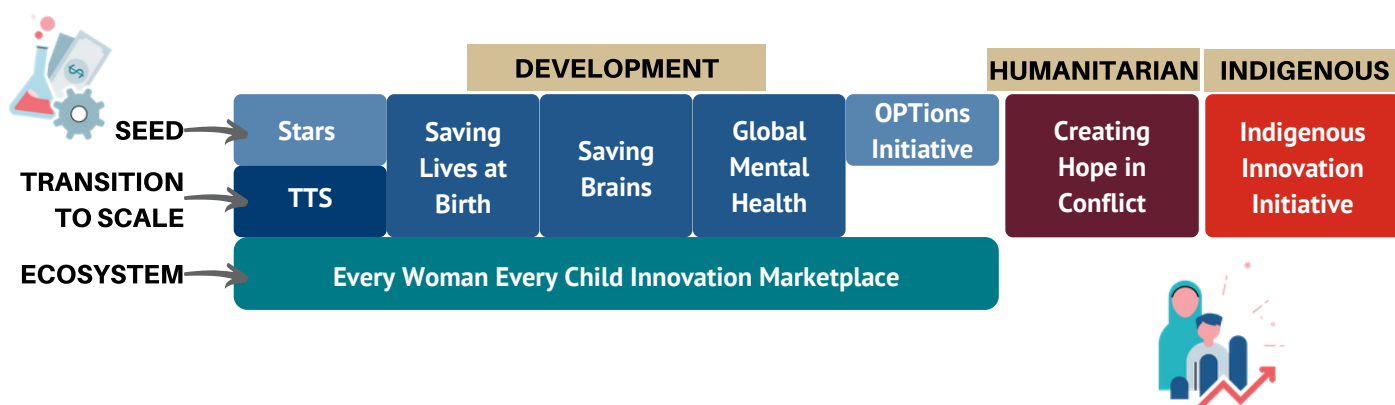 DEVELOPMENT
HUMANITARIAN
INDIGENOUS
SEED
Stars
Saving
Lives at
Birth
Saving
Brains
Global
Mental
Health
OPTions
Initiative
Creating
Hope in
Conflict
Indigenous
Innovation
Initiative
TRANSITION
TO SCALE
TTS
ECOSYSTEM
Every Woman Every Child Innovation Marketplace
$